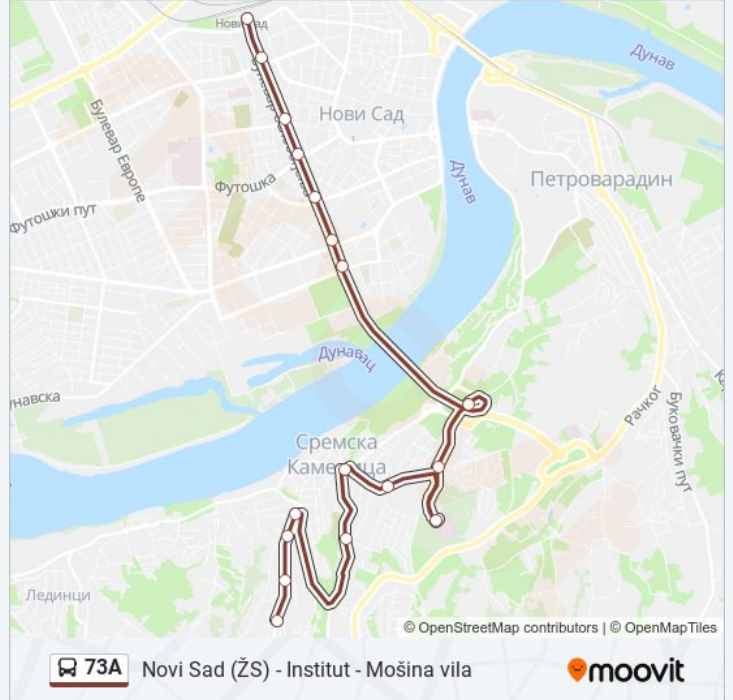 Нови Сад
Дунав
Булевар Европе
Нови Сад
Футошка
Дунав
Петроварадин
Футошки пут
Дунавац
Рачког
Буковачки пут
Сремска
Каменица
Лединци
© OpenStreetMap contributors | © OpenMapTiles
73A Novi Sad (ŽS) - Institut - Mošina vila
moovit